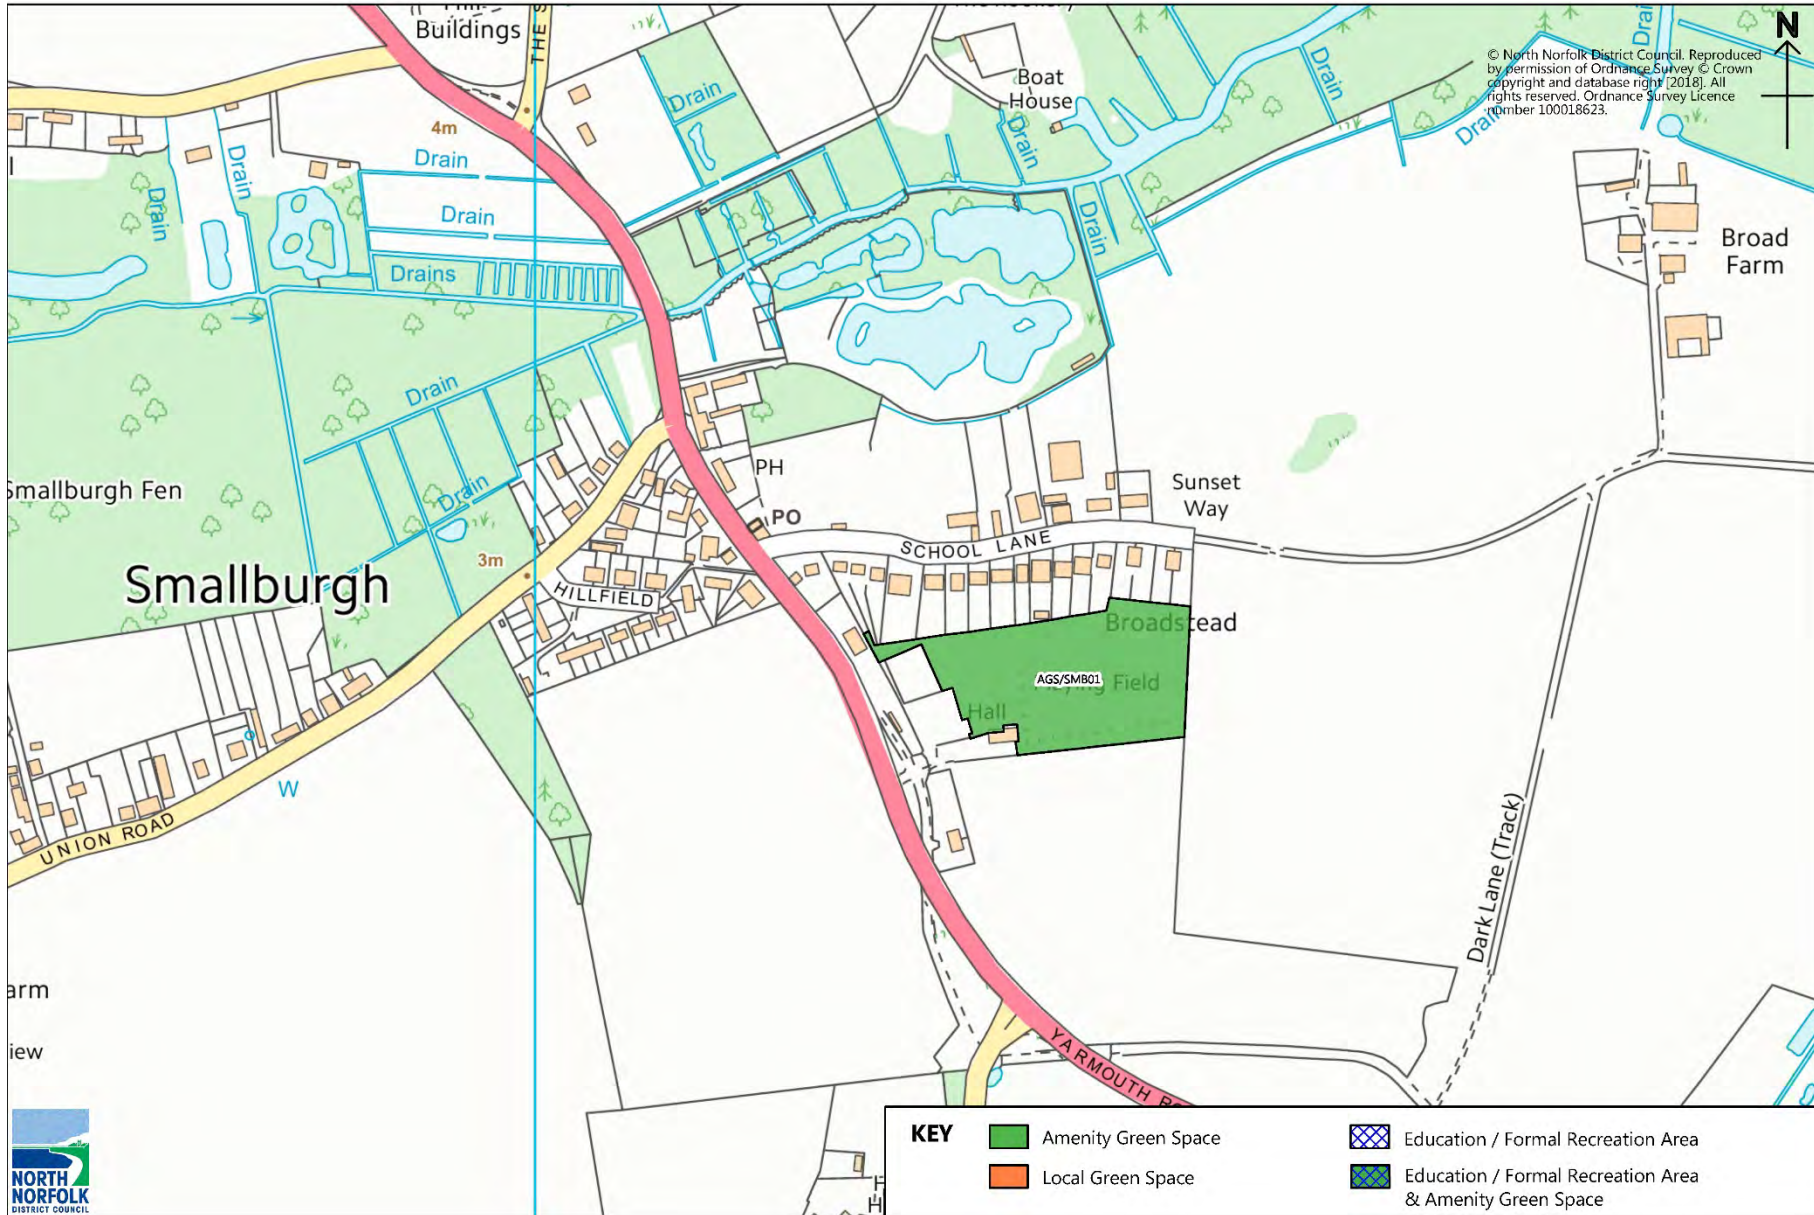 Buildings
THE S
N
© North Norfolk District Council. Reproduced
by permission of Ordnance Survey © Crown
copyright and database right [2018]. All
rights reserved. Ordnance Survey Licence
number 100018623.
Boat
House
Drain
Drain
Drain
Drain
4m
Drain
Drain
Drain
Drain
Drain
Drain
Drain
Drains
Broad
Farm
Drain
Smallburgh Fen
Drain
PH
PO
Sunset
Way
SCHOOL LANE
3m
Smallburgh
HILLFIELD
Broadstead
AGS/SMB01
Playing Field
Hall
W
UNION ROAD
Dark Lane (Track)
arm
iew
YARMOUTH RO
KEY
Amenity Green Space
Education / Formal Recreation Area
Local Green Space
Education / Formal Recreation Area
& Amenity Green Space
NORTH
NORFOLK
DISTRICT COUNCIL